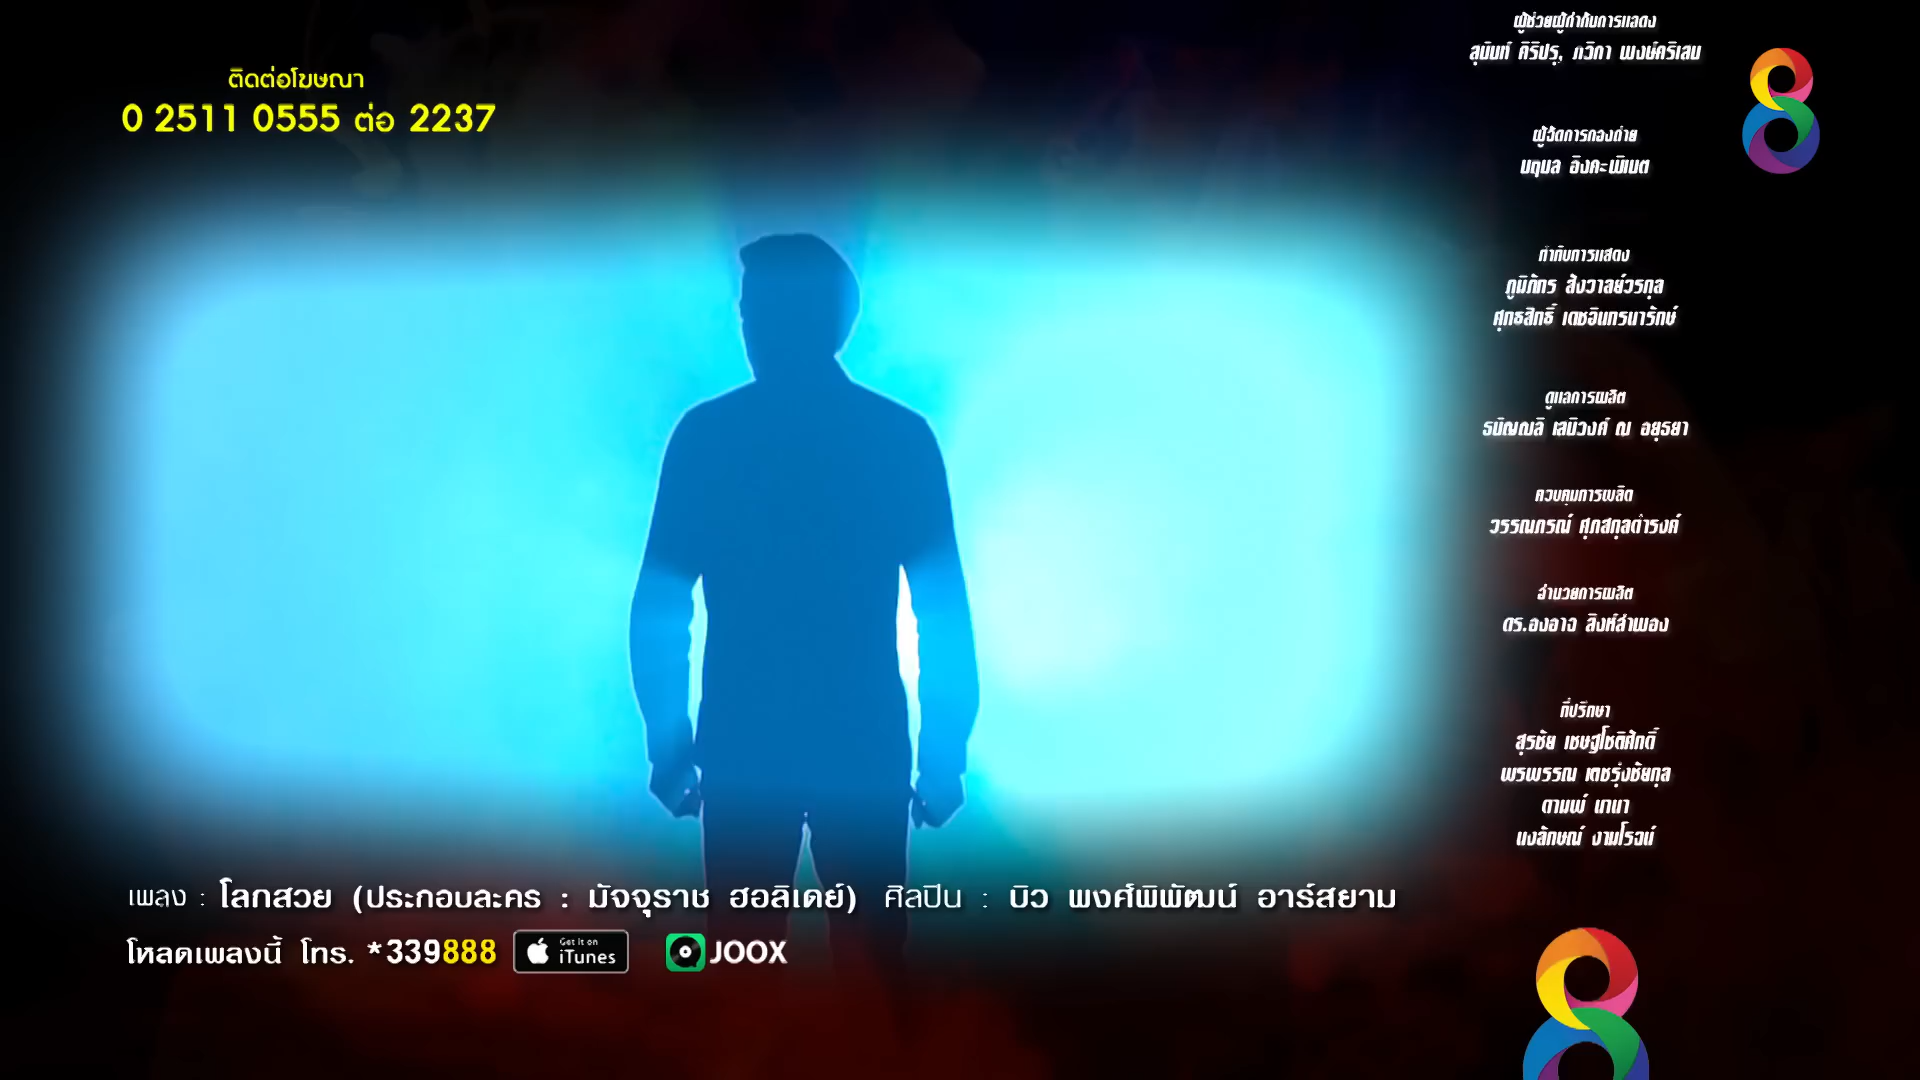 ติดต่อโฆษณา
0 2511 0555 ต่อ 2237
ผู้ช่วยผู้กำกับการแสดง
สุมินท์ คิริปรุ, ภวิกา พงษ์ศริเสน
ผู้จัดการกองถ่าย
นฤมล อิงคะพิเนต
กำกับการแสดง
ภูมิภัทร สังวาลย์วรกุล
ศุทธสิทธิ์ เดชอินทรนารักษ์
ดูแลการผลิต
ธนัญญลี เสนีวงศ์ ณ อยุธยา
ควบคุมการผลิต
วรรณภรณ์ ศุภสกุลดำรงค์
อำนวยการผลิต
ดร.องอาจ สิงห์ลำพอง
ที่ปรึกษา
สุรชัย เชษฐโชติศักดิ์
พรพรรณ เตชรุ่งชัยกุล
ดามพ์ นานา
นงลักษณ์ งามโรจน์
เพลง : โลกสวย (ประกอบละคร : มัจจุราช ฮอลิเดย์) ศิลปิน : บิว พงศ์พิพัฒน์ อาร์สยาม
โหลดเพลงนี้ โทร. *339888 Get it on iTunes JOOX